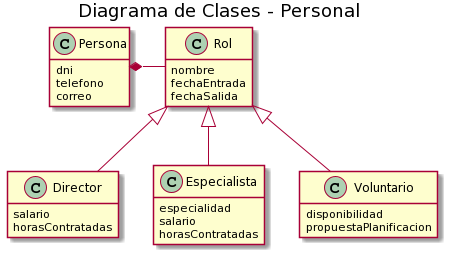 Diagrama de Clases - Personal
C Persona
dni
telefono
correo
C Rol
nombre
fechaEntrada
fechaSalida
C Director
salario
horasContratadas
C Especialista
especialidad
salario
horasContratadas
C Voluntario
disponibilidad
propuestaPlanificacion